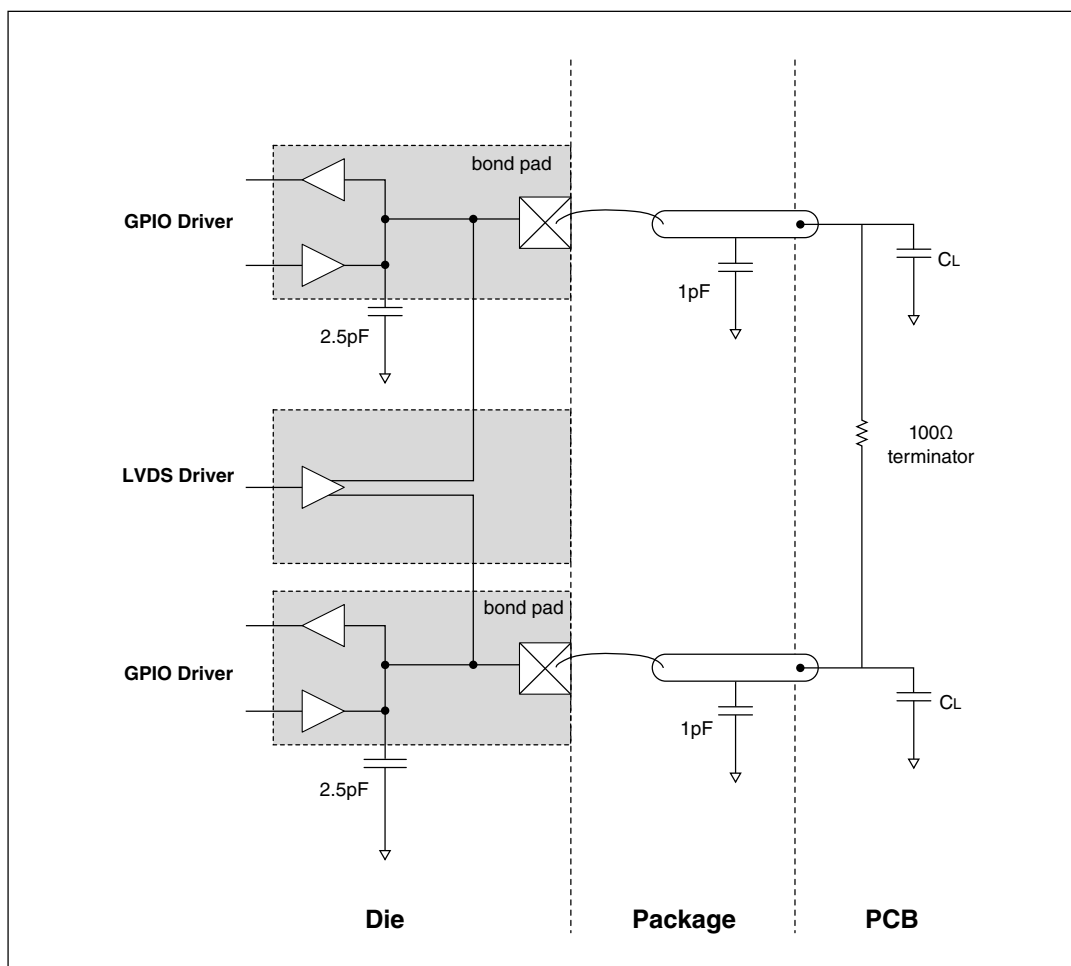 bond pad
GPIO Driver
2.5pF
1pF
CL
LVDS Driver
100Ω
terminator
bond pad
GPIO Driver
2.5pF
1pF
CL
Die
Package
PCB